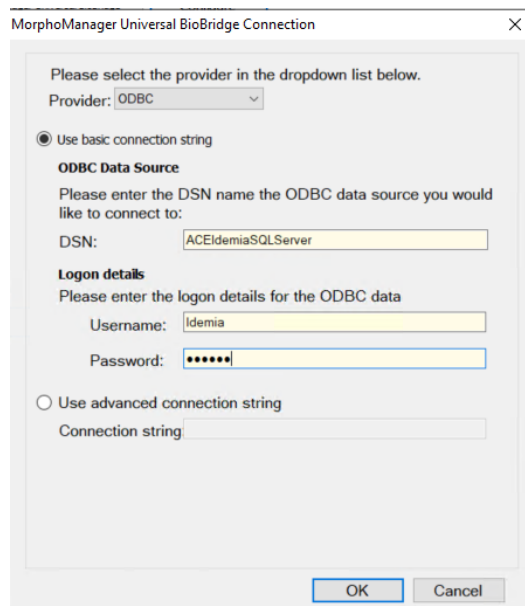 MorphoManager Universal BioBridge Connection
Please select the provider in the dropdown list below.
Provider: ODBC
Use basic connection string
ODBC Data Source
Please enter the DSN name the ODBC data source you would
like to connect to:
DSN: ACEIdemiaSQLServer
Logon details
Please enter the logon details for the ODBC data
Username: Idemia
Password: ••••••
Use advanced connection string
Connection string:
OK Cancel